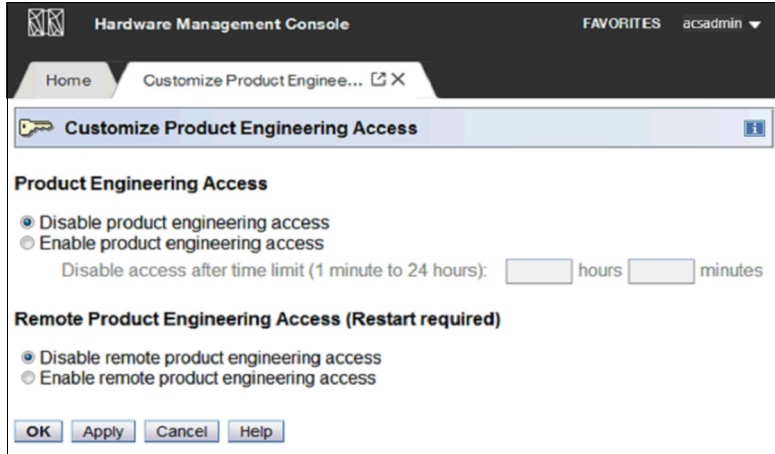 Hardware Management Console FAVORITES acsadmin
Home Customize Product Enginee...
Customize Product Engineering Access
Product Engineering Access
Disable product engineering access
Enable product engineering access
Disable access after time limit (1 minute to 24 hours): hours minutes
Remote Product Engineering Access (Restart required)
Disable remote product engineering access
Enable remote product engineering access
OK Apply Cancel Help